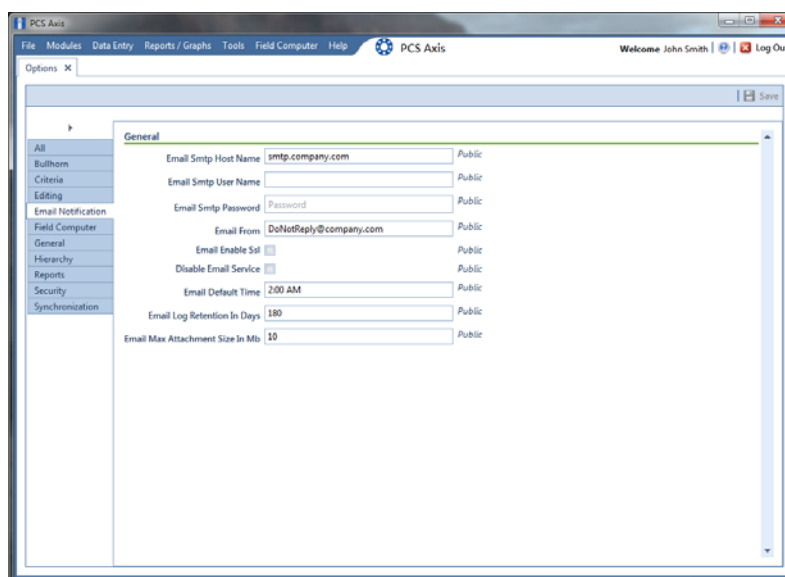 PCS Axis
File Modules Data Entry Reports / Graphs Tools Field Computer Help PCS Axis Welcome John Smith Log Ou
Options
Save
General
All
Bullhorn
Criteria
Editing
Email Notification
Field Computer
General
Hierarchy
Reports
Security
Synchronization
Email Smtp Host Name smtp.company.com Public
Email Smtp User Name Public
Email Smtp Password Password Public
Email From DoNotReply@company.com Public
Email Enable Ssl Public
Disable Email Service Public
Email Default Time 2:00 AM Public
Email Log Retention In Days 180 Public
Email Max Attachment Size In Mb 10 Public